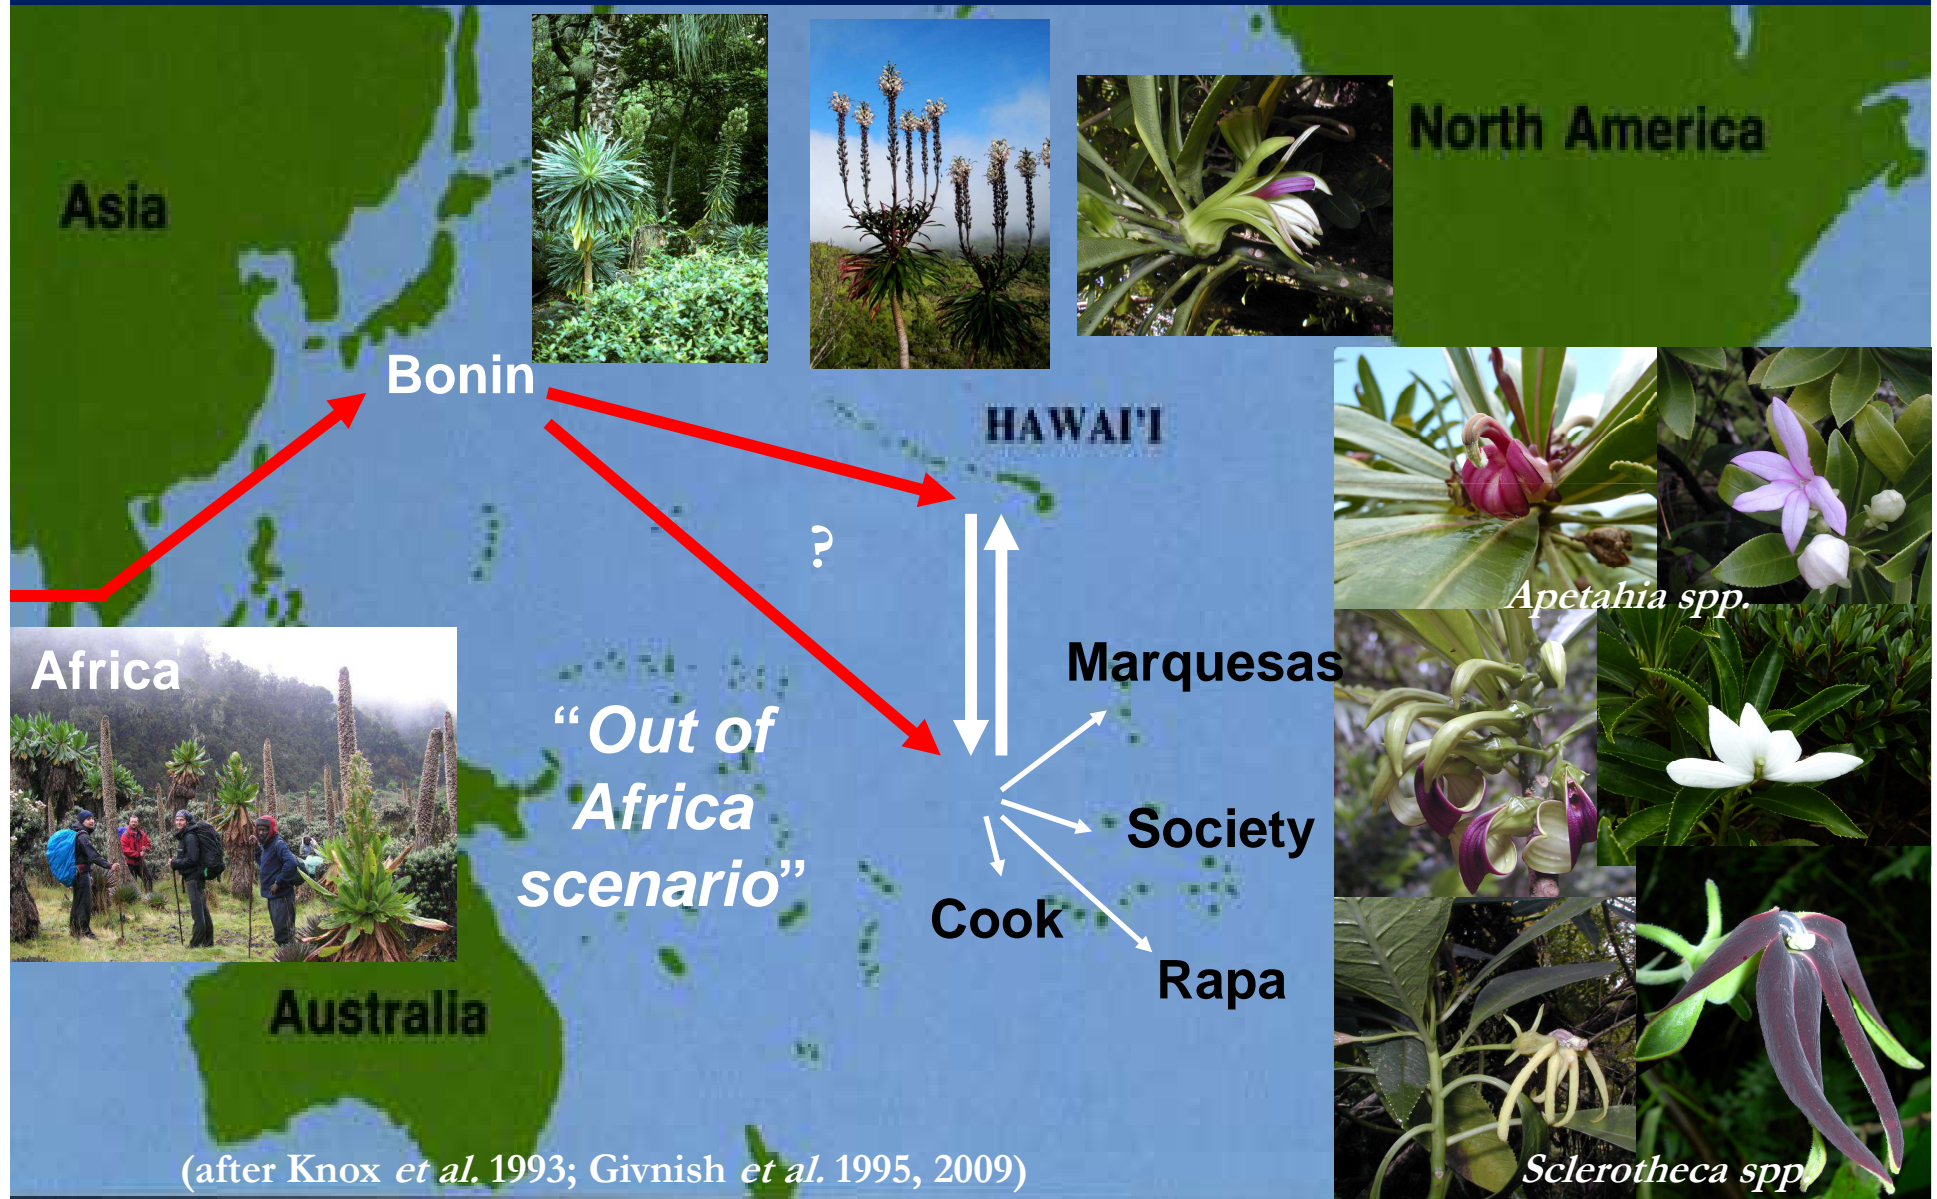 North America
Asia
Bonin
HAWAI'I
?
Apetahia spp.
Africa
Marquesas
“Out of
Africa
scenario”
Society
Cook
Rapa
Australia
(after Knox et al. 1993; Givnish et al. 1995, 2009)
Sclerotheca spp.